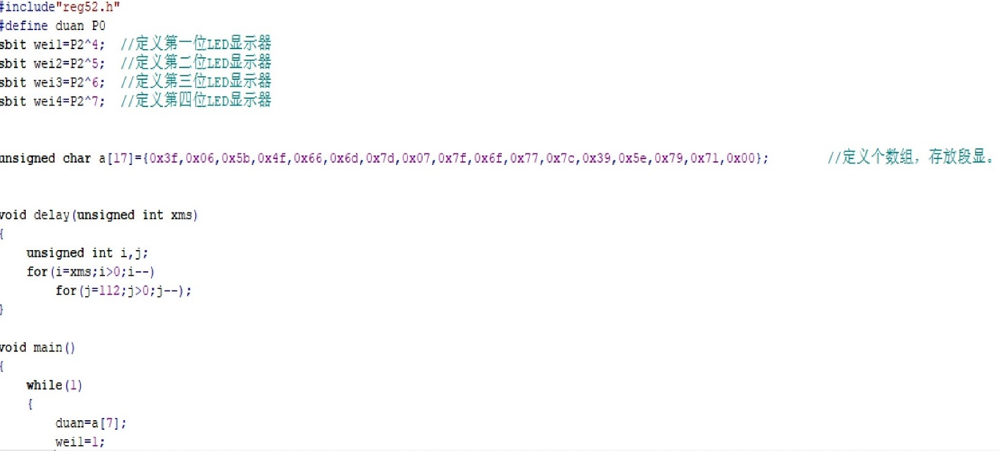 #include"reg52.h"
#define duan P0
sbit wei1=P2^4;  //定义第一位LED显示器
sbit wei2=P2^5;  //定义第二位LED显示器
sbit wei3=P2^6;  //定义第三位LED显示器
sbit wei4=P2^7;  //定义第四位LED显示器
unsigned char a[17]={0x3f,0x06,0x5b,0x4f,0x66,0x6d,0x7d,0x07,0x7f,0x6f,0x77,0x7c,0x39,0x5e,0x79,0x71,0x00};        //定义个数组，存放段显。
void delay(unsigned int xms)
{
    unsigned int i,j;
    for(i=xms;i>0;i--)
        for(j=112;j>0;j--);
}
void main()
{
    while(1)
    {
        duan=a[7];
        wei1=1;